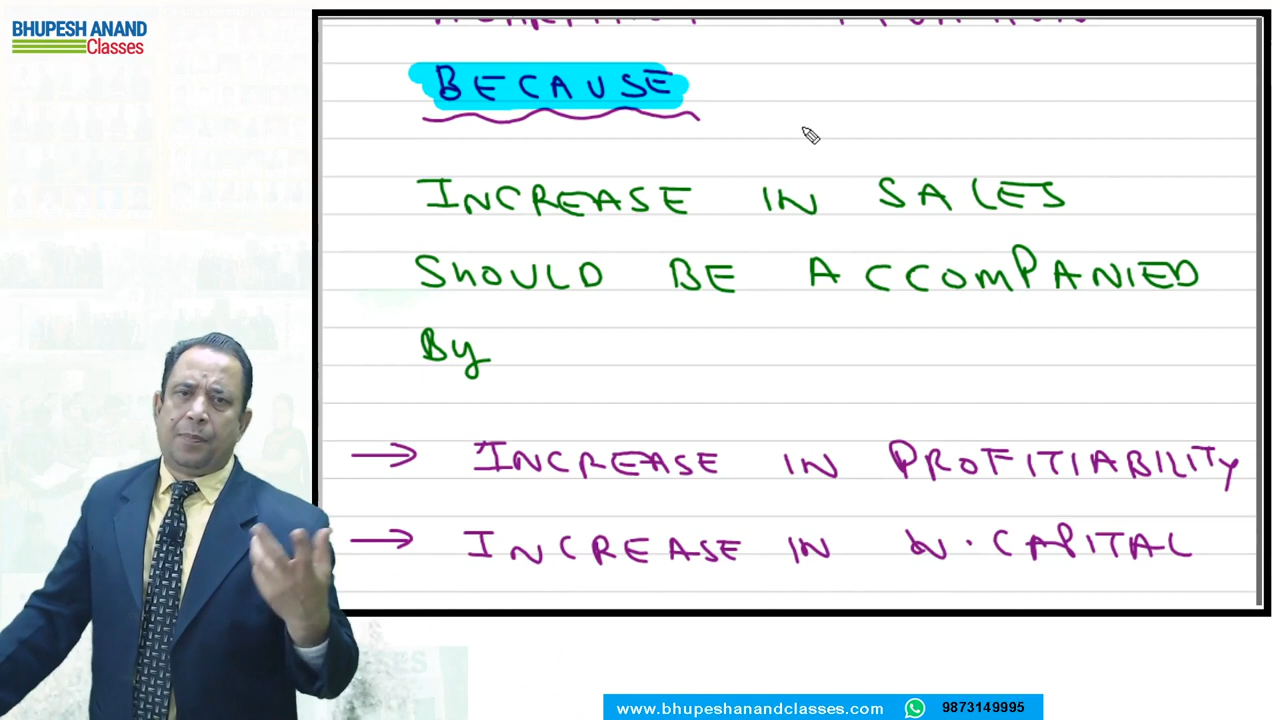 BHUPESH ANAND
Classes
BECAUSE
INCREASE IN SALES
SHOULD BE ACCOMPANIED
By
→ INCREASE IN PROFITIABILITY
→ INCREASE IN W. CAPITAL
www.bhupeshanandclasses.com 9873149995